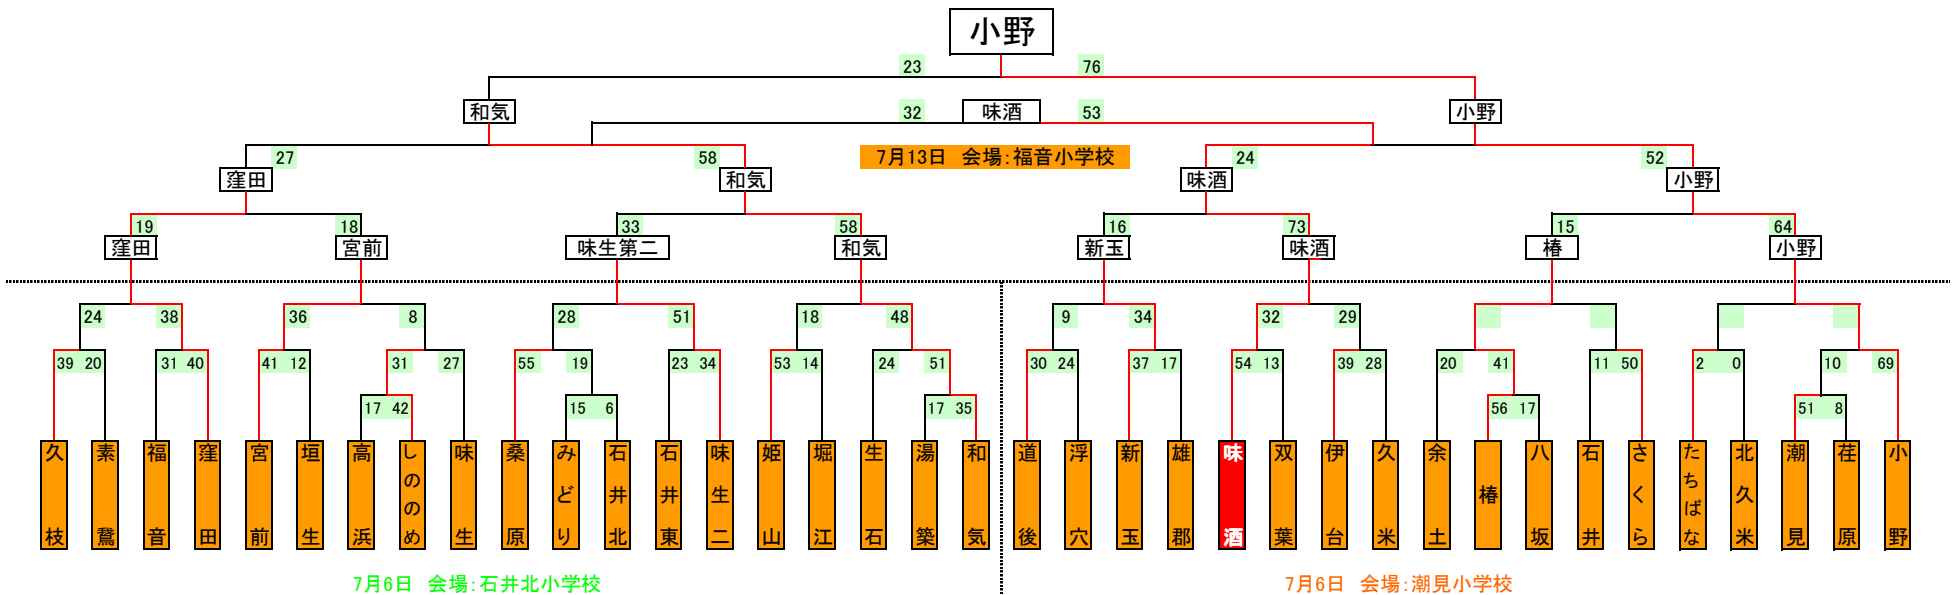 小野
23 76
和気 32 味酒 53 小野
27 58 7月13日 会場:福音小学校 24 52
窪田 和気 味酒 小野
19 18 33 58 16 73 15 64
窪田 宮前 味生第二 和気 新玉 味酒 椿 小野
24 38 36 8 28 51 18 48 9 34 32 29
39 20 31 40 41 12 31 27 55 19 23 34 53 14 24 51 30 24 37 17 54 13 39 28 20 41 11 50 2 0 10 69
17 42 15 6 17 35 56 17 51 8
久枝
素鵞
福音
窪田
宮前
垣生
高浜
しののめ
味生
桑原
みどり
石井北
石井東
味生二
姫山
堀江
生石
湯築
和気
道後
浮穴
新玉
雄郡
味酒
双葉
伊台
久米
余土
椿
八坂
石井
さくら
たちばな
北久米
潮見
荏原
小野
7月6日 会場:石井北小学校 7月6日 会場:潮見小学校